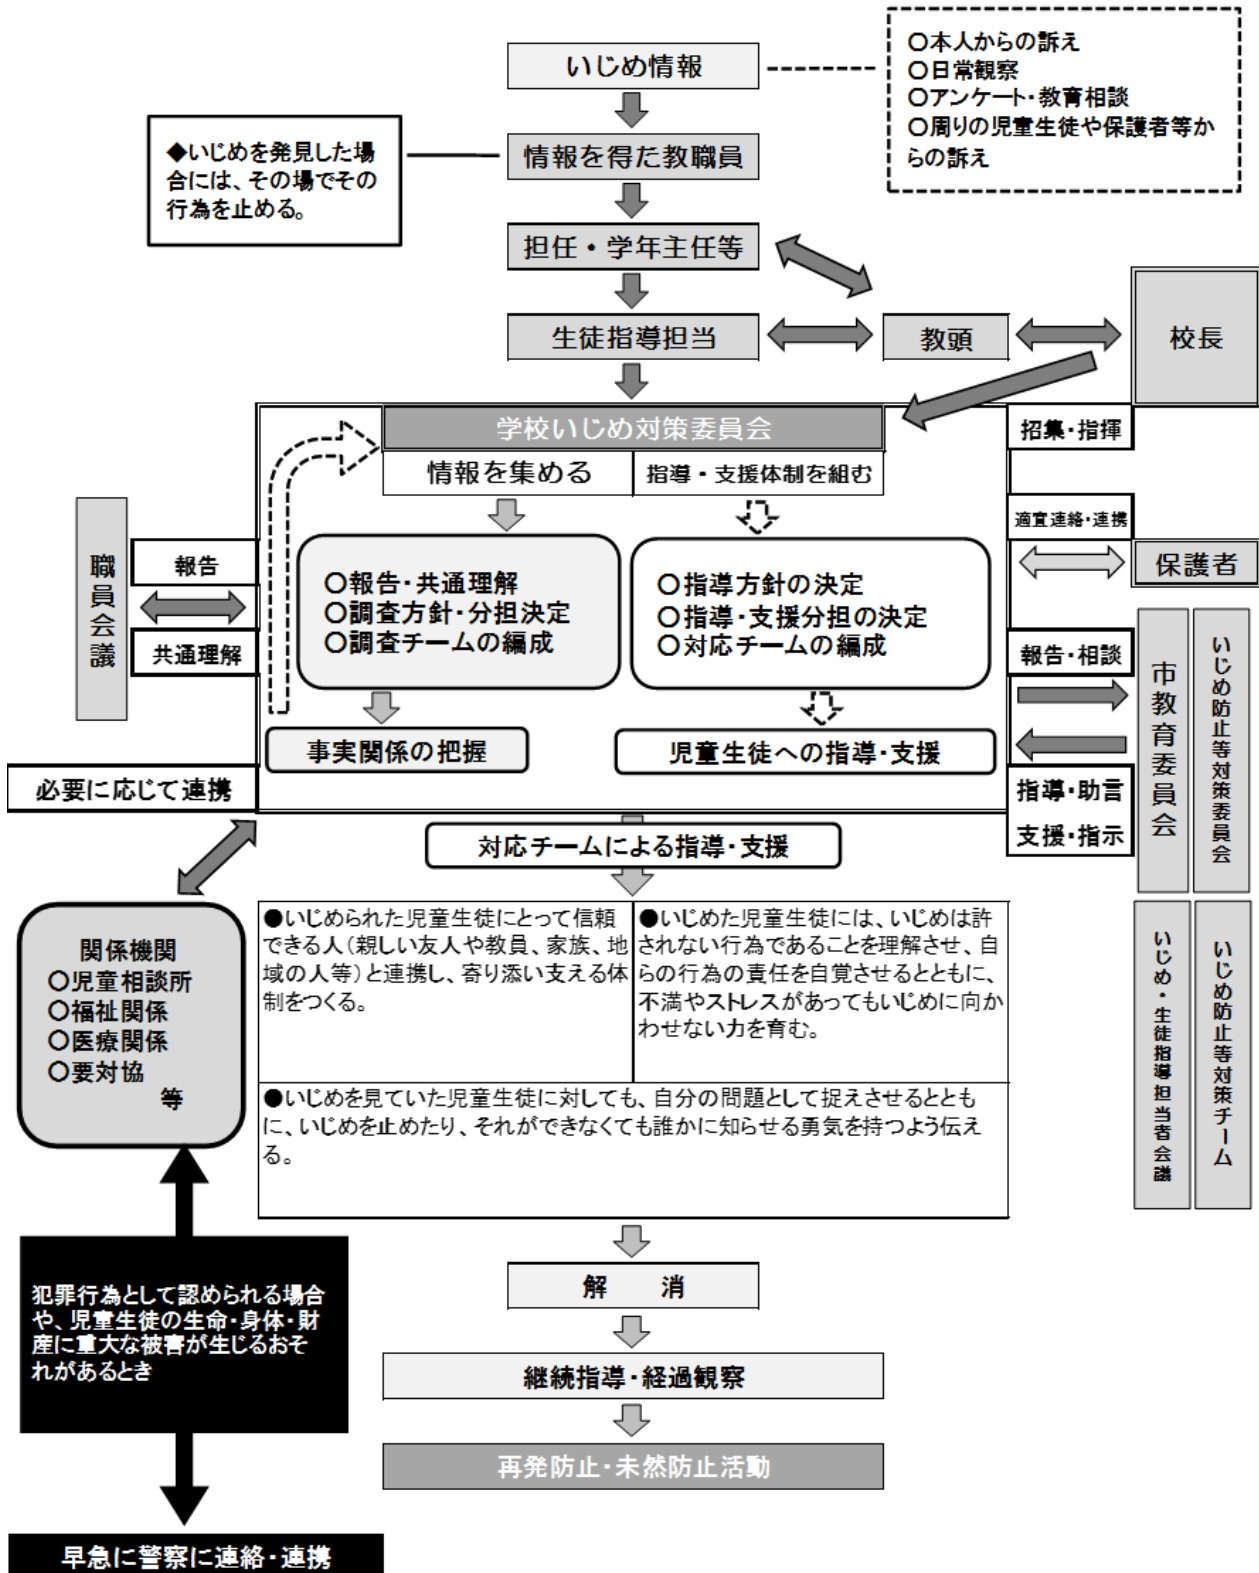 いじめ情報
○本人からの訴え
○日常観察
○アンケート・教育相談
○周りの児童生徒や保護者等か
らの訴え
◆いじめを発見した場
合には、その場でその
行為を止める。
情報を得た教職員
担任・学年主任等
生徒指導担当
教頭
校長
学校いじめ対策委員会
招集・指揮
情報を集める
指導・支援体制を組む
適宜連絡・連携
保護者
職員会議
報告
共通理解
○報告・共通理解
○調査方針・分担決定
○調査チームの編成
○指導方針の決定
○指導・支援分担の決定
○対応チームの編成
報告・相談
市教育委員会
いじめ防止等対策委員会
事実関係の把握
児童生徒への指導・支援
必要に応じて連携
指導・助言
支援・指示
対応チームによる指導・支援
関係機関
○児童相談所
○福祉関係
○医療関係
○要対協
等
●いじめられた児童生徒にとって信頼
できる人（親しい友人や教員、家族、地
域の人等）と連携し、寄り添い支える体
制をつくる。
●いじめた児童生徒には、いじめは許
されない行為であることを理解させ、自
らの行為の責任を自覚させるとともに、
不満やストレスがあってもいじめに向か
わせない力を育む。
●いじめを見ていた児童生徒に対しても、自分の問題として捉えさせるととも
に、いじめを止めたり、それができなくても誰かに知らせる勇気を持つよう伝え
る。
いじめ・生徒指導担当者会議
いじめ防止等対策チーム
犯罪行為として認められる場合
や、児童生徒の生命・身体・財
産に重大な被害が生じるおそ
れがあるとき
早急に警察に連絡・連携
解　消
継続指導・経過観察
再発防止・未然防止活動